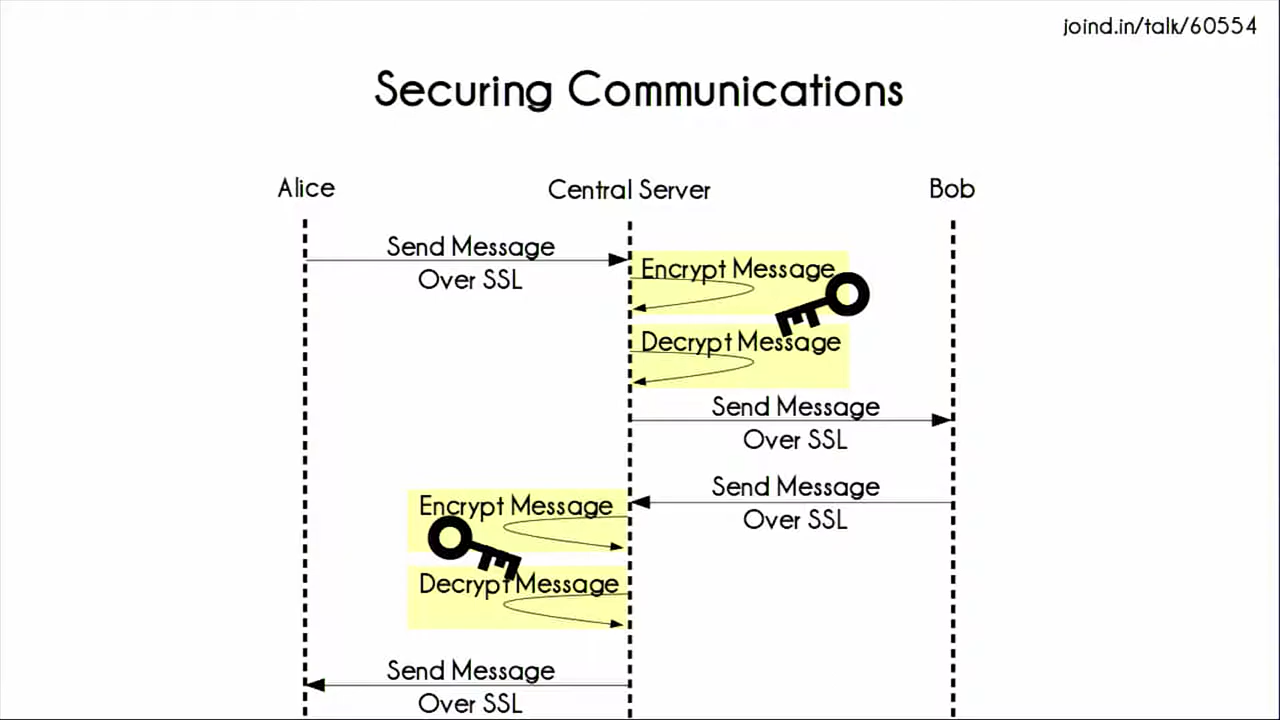 joind.in/talk/60554
Securing Communications
Alice
Central Server
Bob
Send Message
Over SSL
Encrypt Message
Decrypt Message
Send Message
Over SSL
Send Message
Over SSL
Encrypt Message
Decrypt Message
Send Message
Over SSL